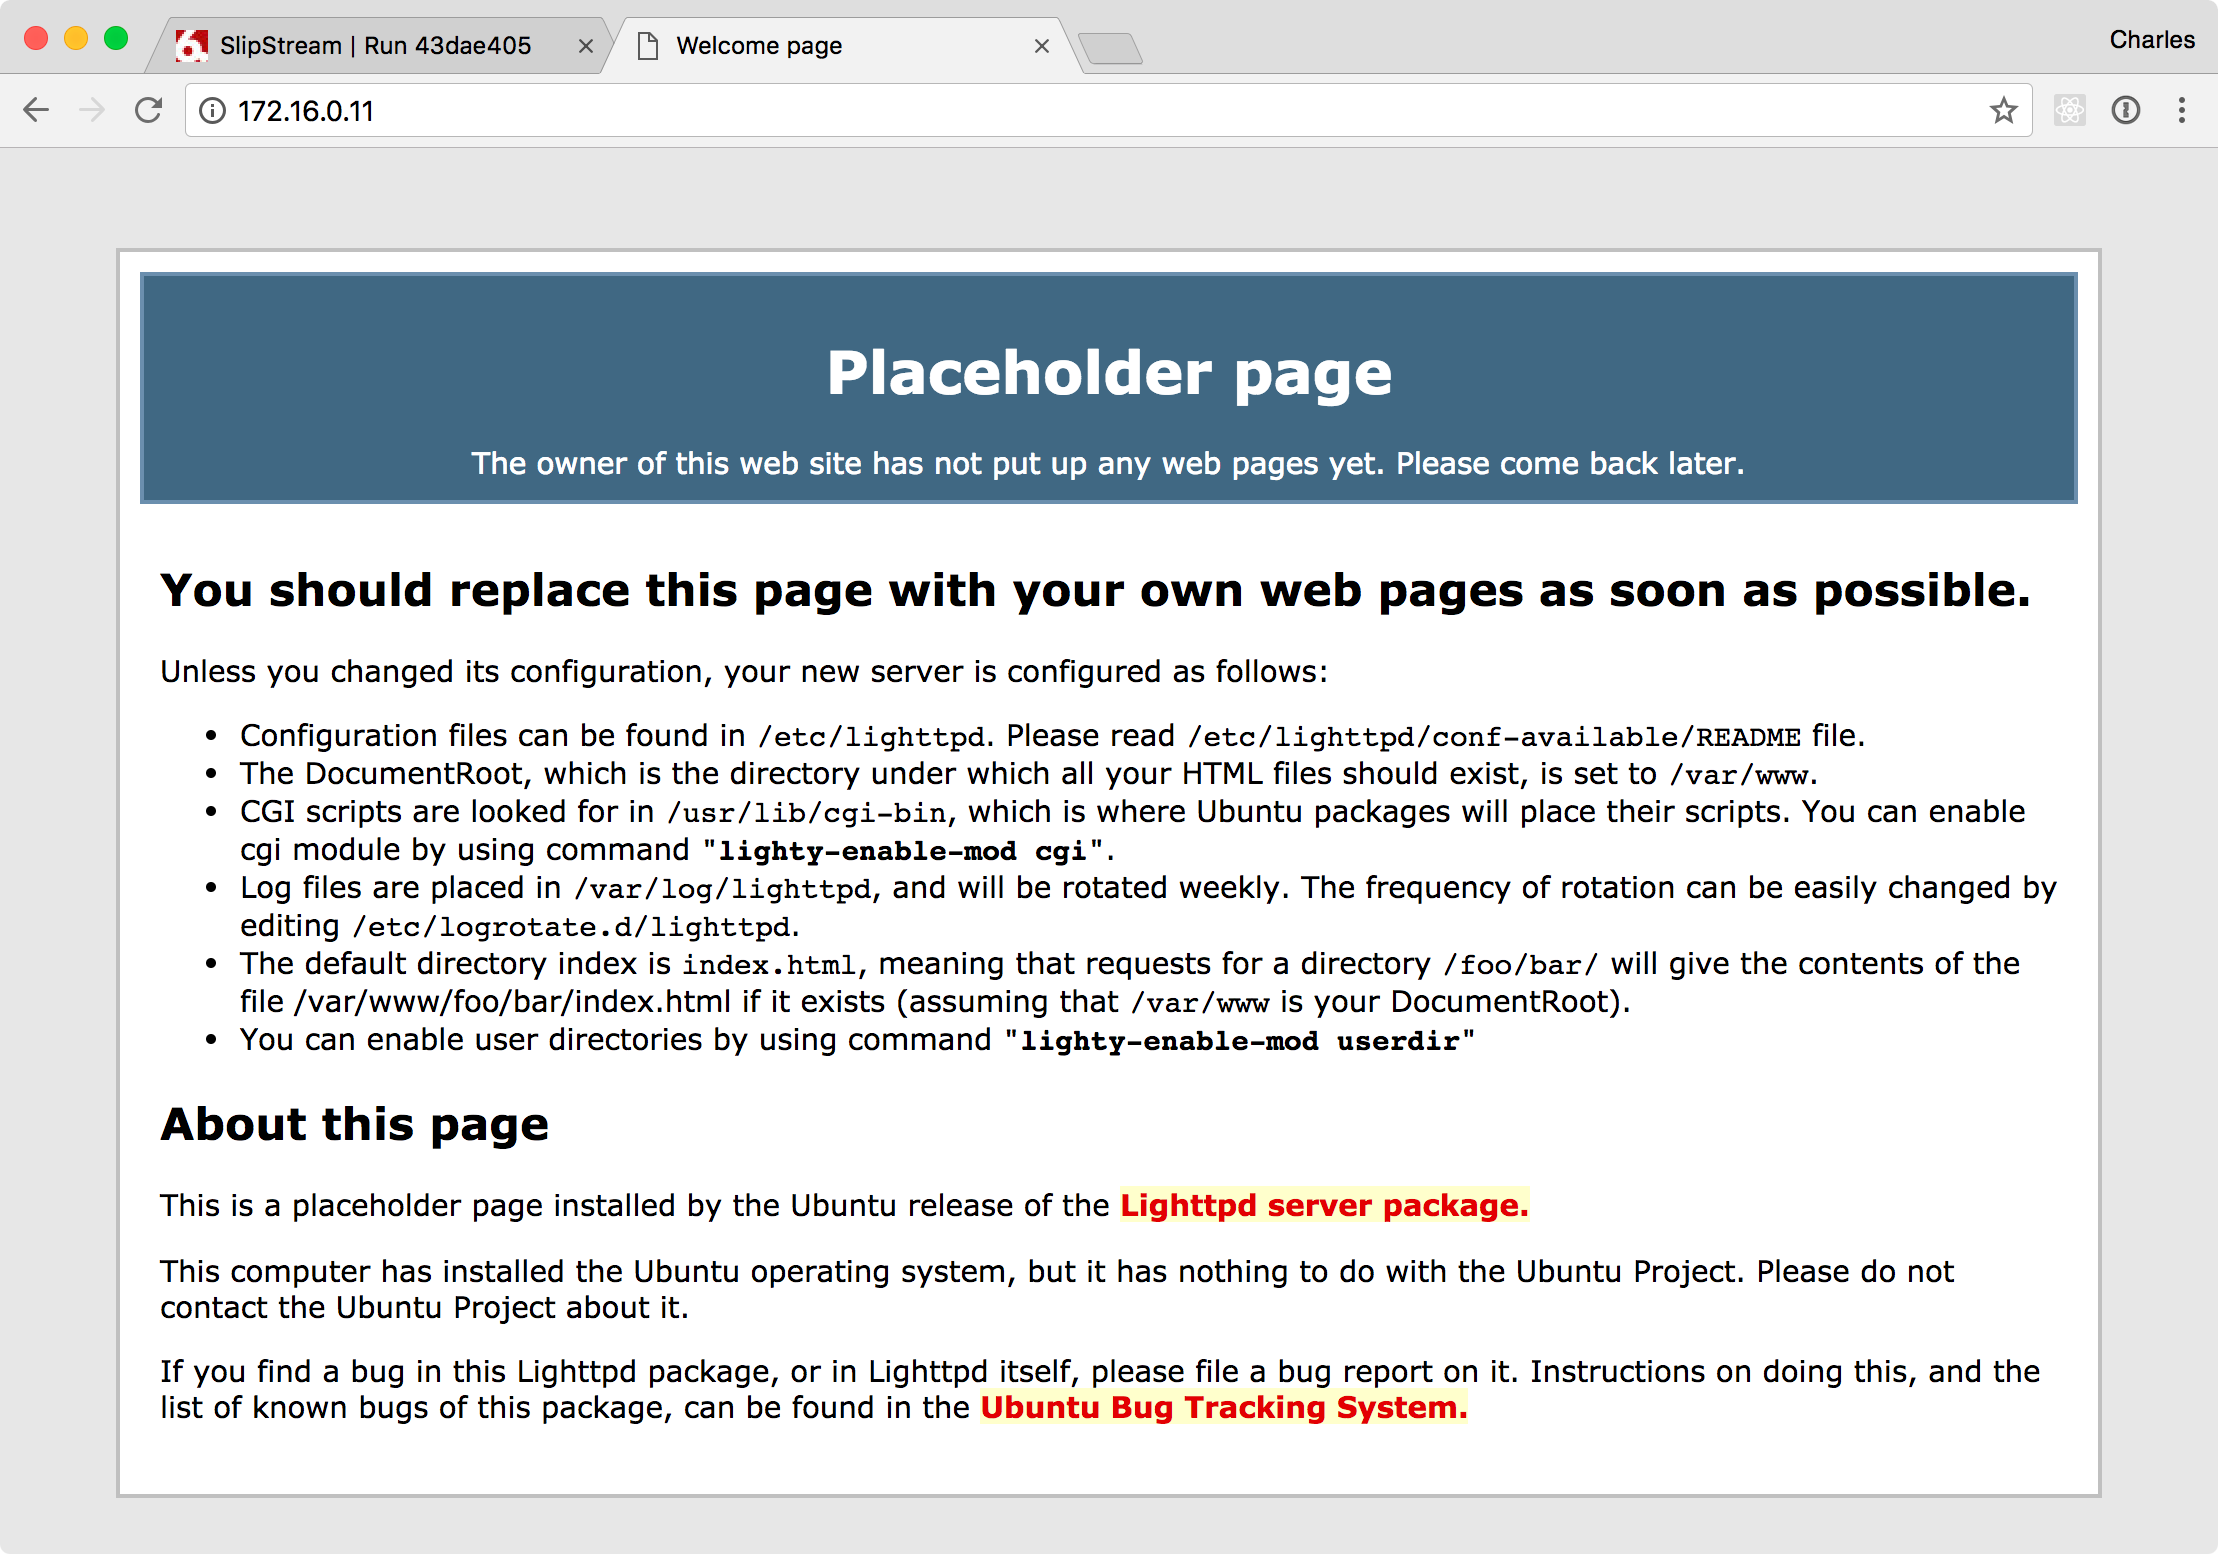 SlipStream | Run 43dae405
Welcome page
Charles
172.16.0.11
Placeholder page
The owner of this web site has not put up any web pages yet. Please come back later.
You should replace this page with your own web pages as soon as possible.
Unless you changed its configuration, your new server is configured as follows:
• Configuration files can be found in /etc/lighttpd. Please read /etc/lighttpd/conf-available/README file.
• The DocumentRoot, which is the directory under which all your HTML files should exist, is set to /var/www.
• CGI scripts are looked for in /usr/lib/cgi-bin, which is where Ubuntu packages will place their scripts. You can enable
cgi module by using command "lighty-enable-mod cgi".
• Log files are placed in /var/log/lighttpd, and will be rotated weekly. The frequency of rotation can be easily changed by
editing /etc/logrotate.d/lighttpd.
• The default directory index is index.html, meaning that requests for a directory /foo/bar/ will give the contents of the
file /var/www/foo/bar/index.html if it exists (assuming that /var/www is your DocumentRoot).
• You can enable user directories by using command "lighty-enable-mod userdir"
About this page
This is a placeholder page installed by the Ubuntu release of the Lighttpd server package.
This computer has installed the Ubuntu operating system, but it has nothing to do with the Ubuntu Project. Please do not
contact the Ubuntu Project about it.
If you find a bug in this Lighttpd package, or in Lighttpd itself, please file a bug report on it. Instructions on doing this, and the
list of known bugs of this package, can be found in the Ubuntu Bug Tracking System.